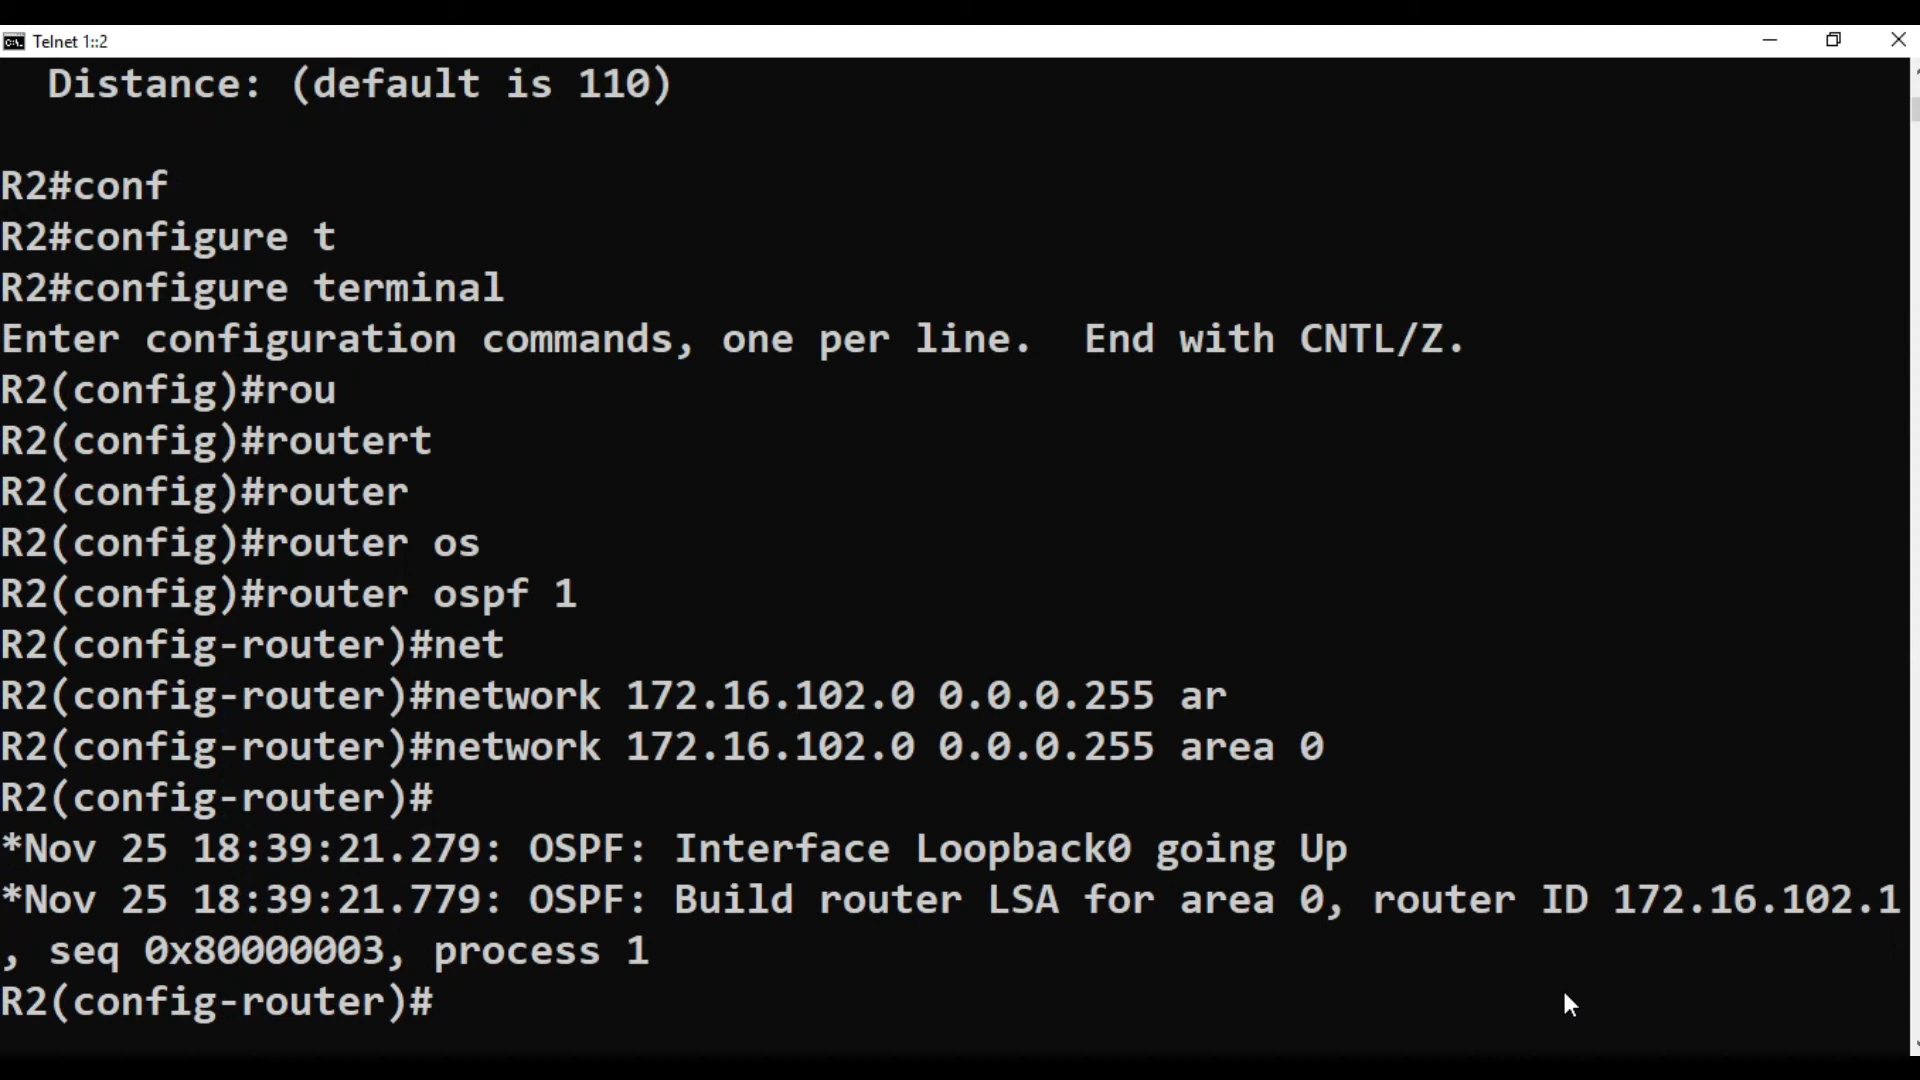 Telnet 1::2
Distance: (default is 110)
R2#conf
R2#configure t
R2#configure terminal
Enter configuration commands, one per line.  End with CNTL/Z.
R2(config)#rou
R2(config)#routert
R2(config)#router
R2(config)#router os
R2(config)#router ospf 1
R2(config-router)#net
R2(config-router)#network 172.16.102.0 0.0.0.255 ar
R2(config-router)#network 172.16.102.0 0.0.0.255 area 0
R2(config-router)#
*Nov 25 18:39:21.279: OSPF: Interface Loopback0 going Up
*Nov 25 18:39:21.779: OSPF: Build router LSA for area 0, router ID 172.16.102.1
, seq 0x80000003, process 1
R2(config-router)#